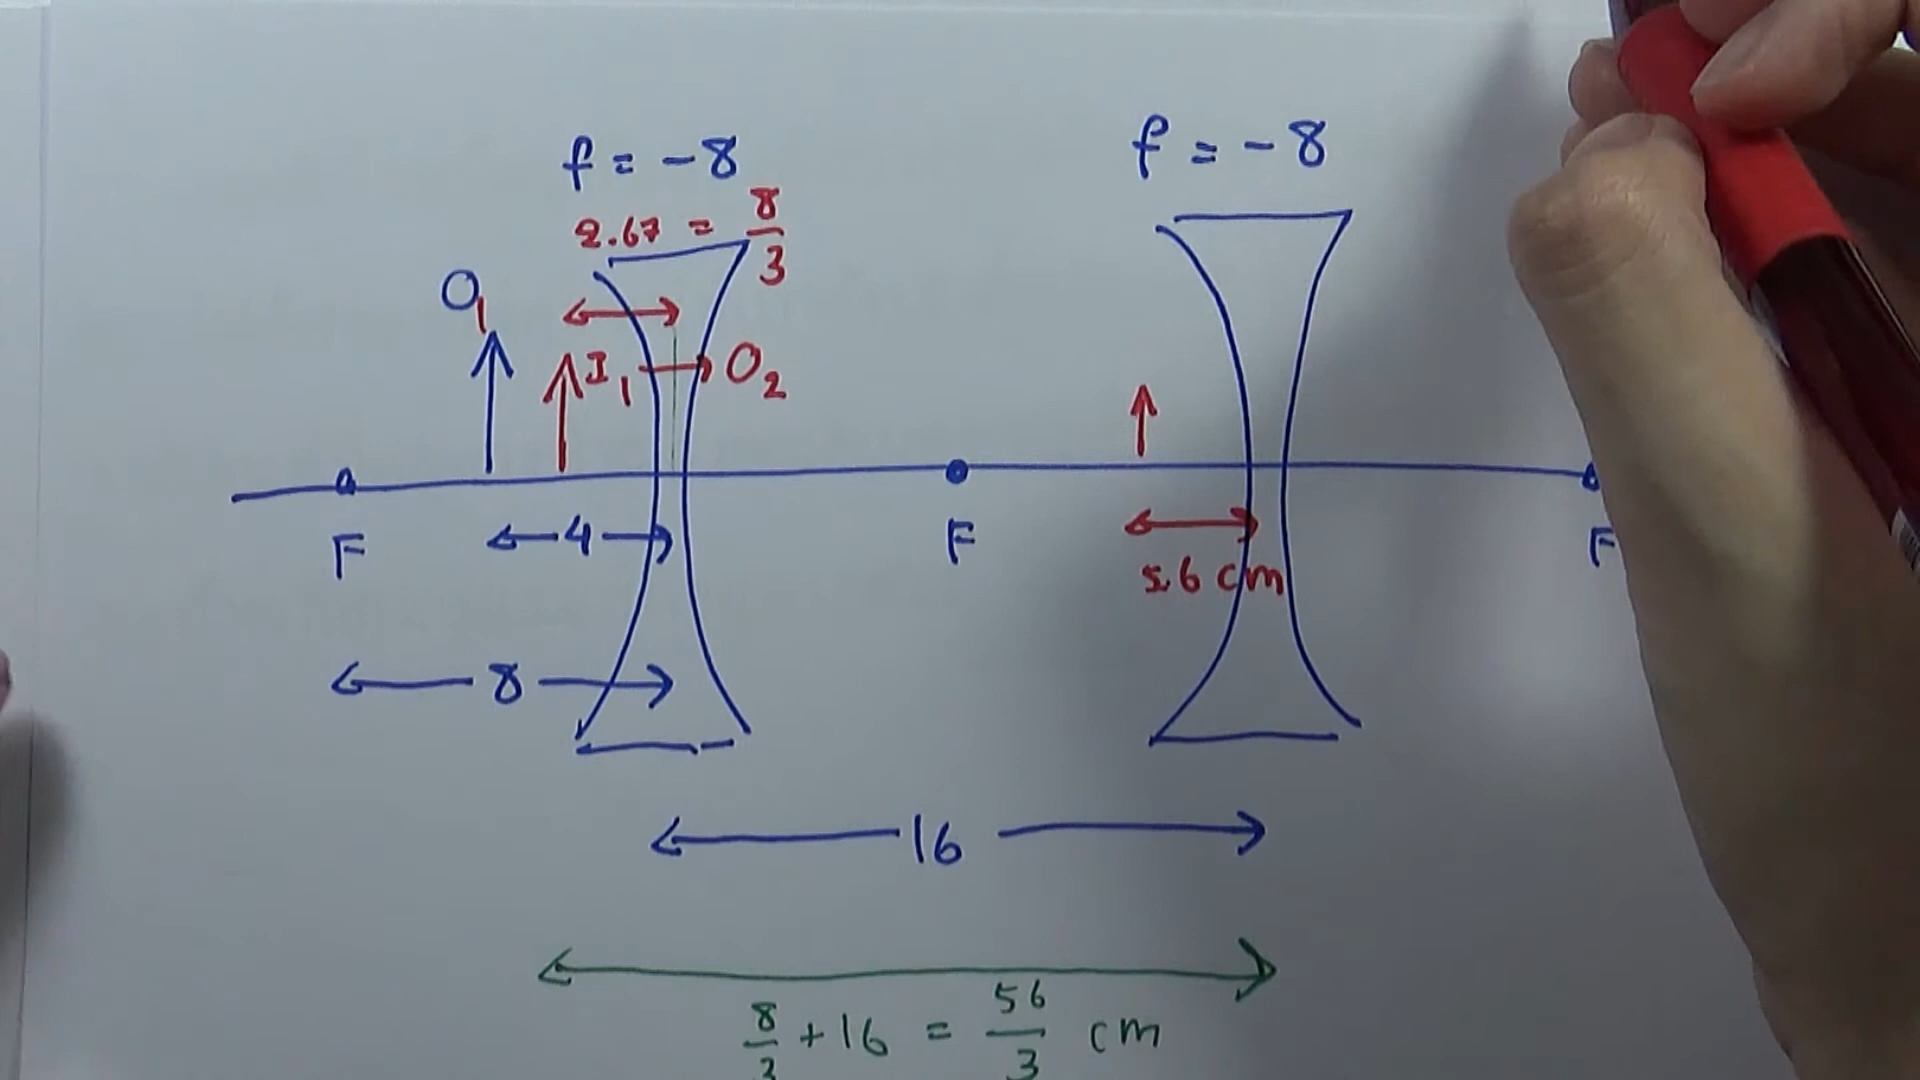 f = -8
f = -8
2.67 = 8/3
O1
I1 → O2
F
4
F
5.6 cm
F
8
16
8/3 + 16 = 56/3 cm